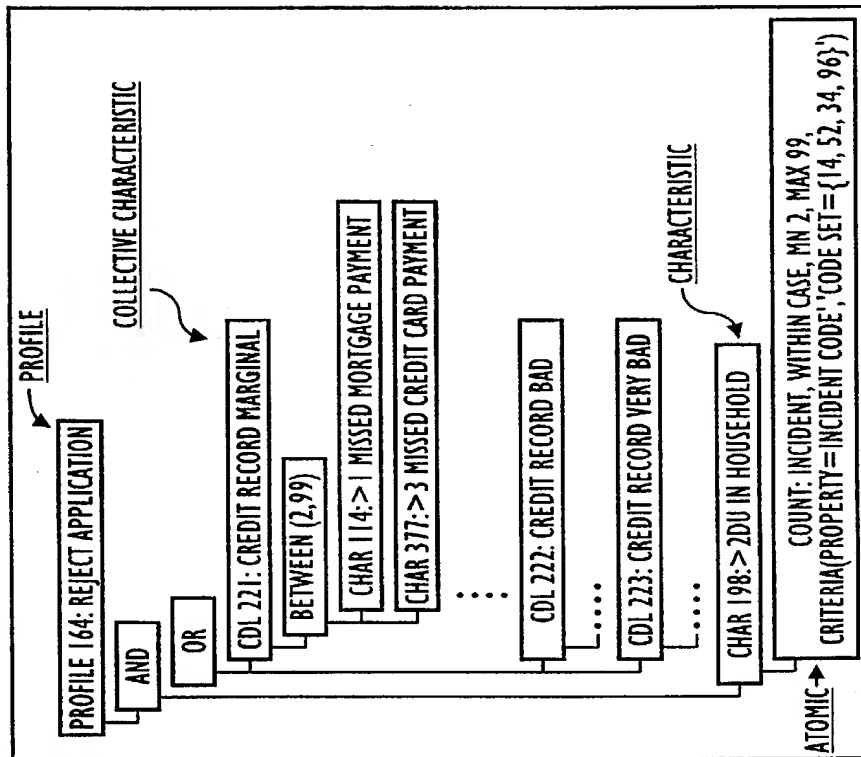 PROFILE
PROFILE 164: REJECT APPLICATION
AND
OR
COLLECTIVE CHARACTERISTIC
CDL 221: CREDIT RECORD MARGINAL
BETWEEN (2,99)
CHAR 114:> 1 MISSED MORTGAGE PAYMENT
CHAR 377:> 3 MISSED CREDIT CARD PAYMENT
....
CDL 222: CREDIT RECORD BAD
....
CDL 223: CREDIT RECORD VERY BAD
....
CHARACTERISTIC
CHAR 198:> 2DU IN HOUSEHOLD
ATOMIC
COUNT: INCIDENT, WITHIN CASE, MN 2, MAX 99,
CRITERIA(PROPERTY=INCIDENT CODE','CODE SET={14, 52, 34, 96}')